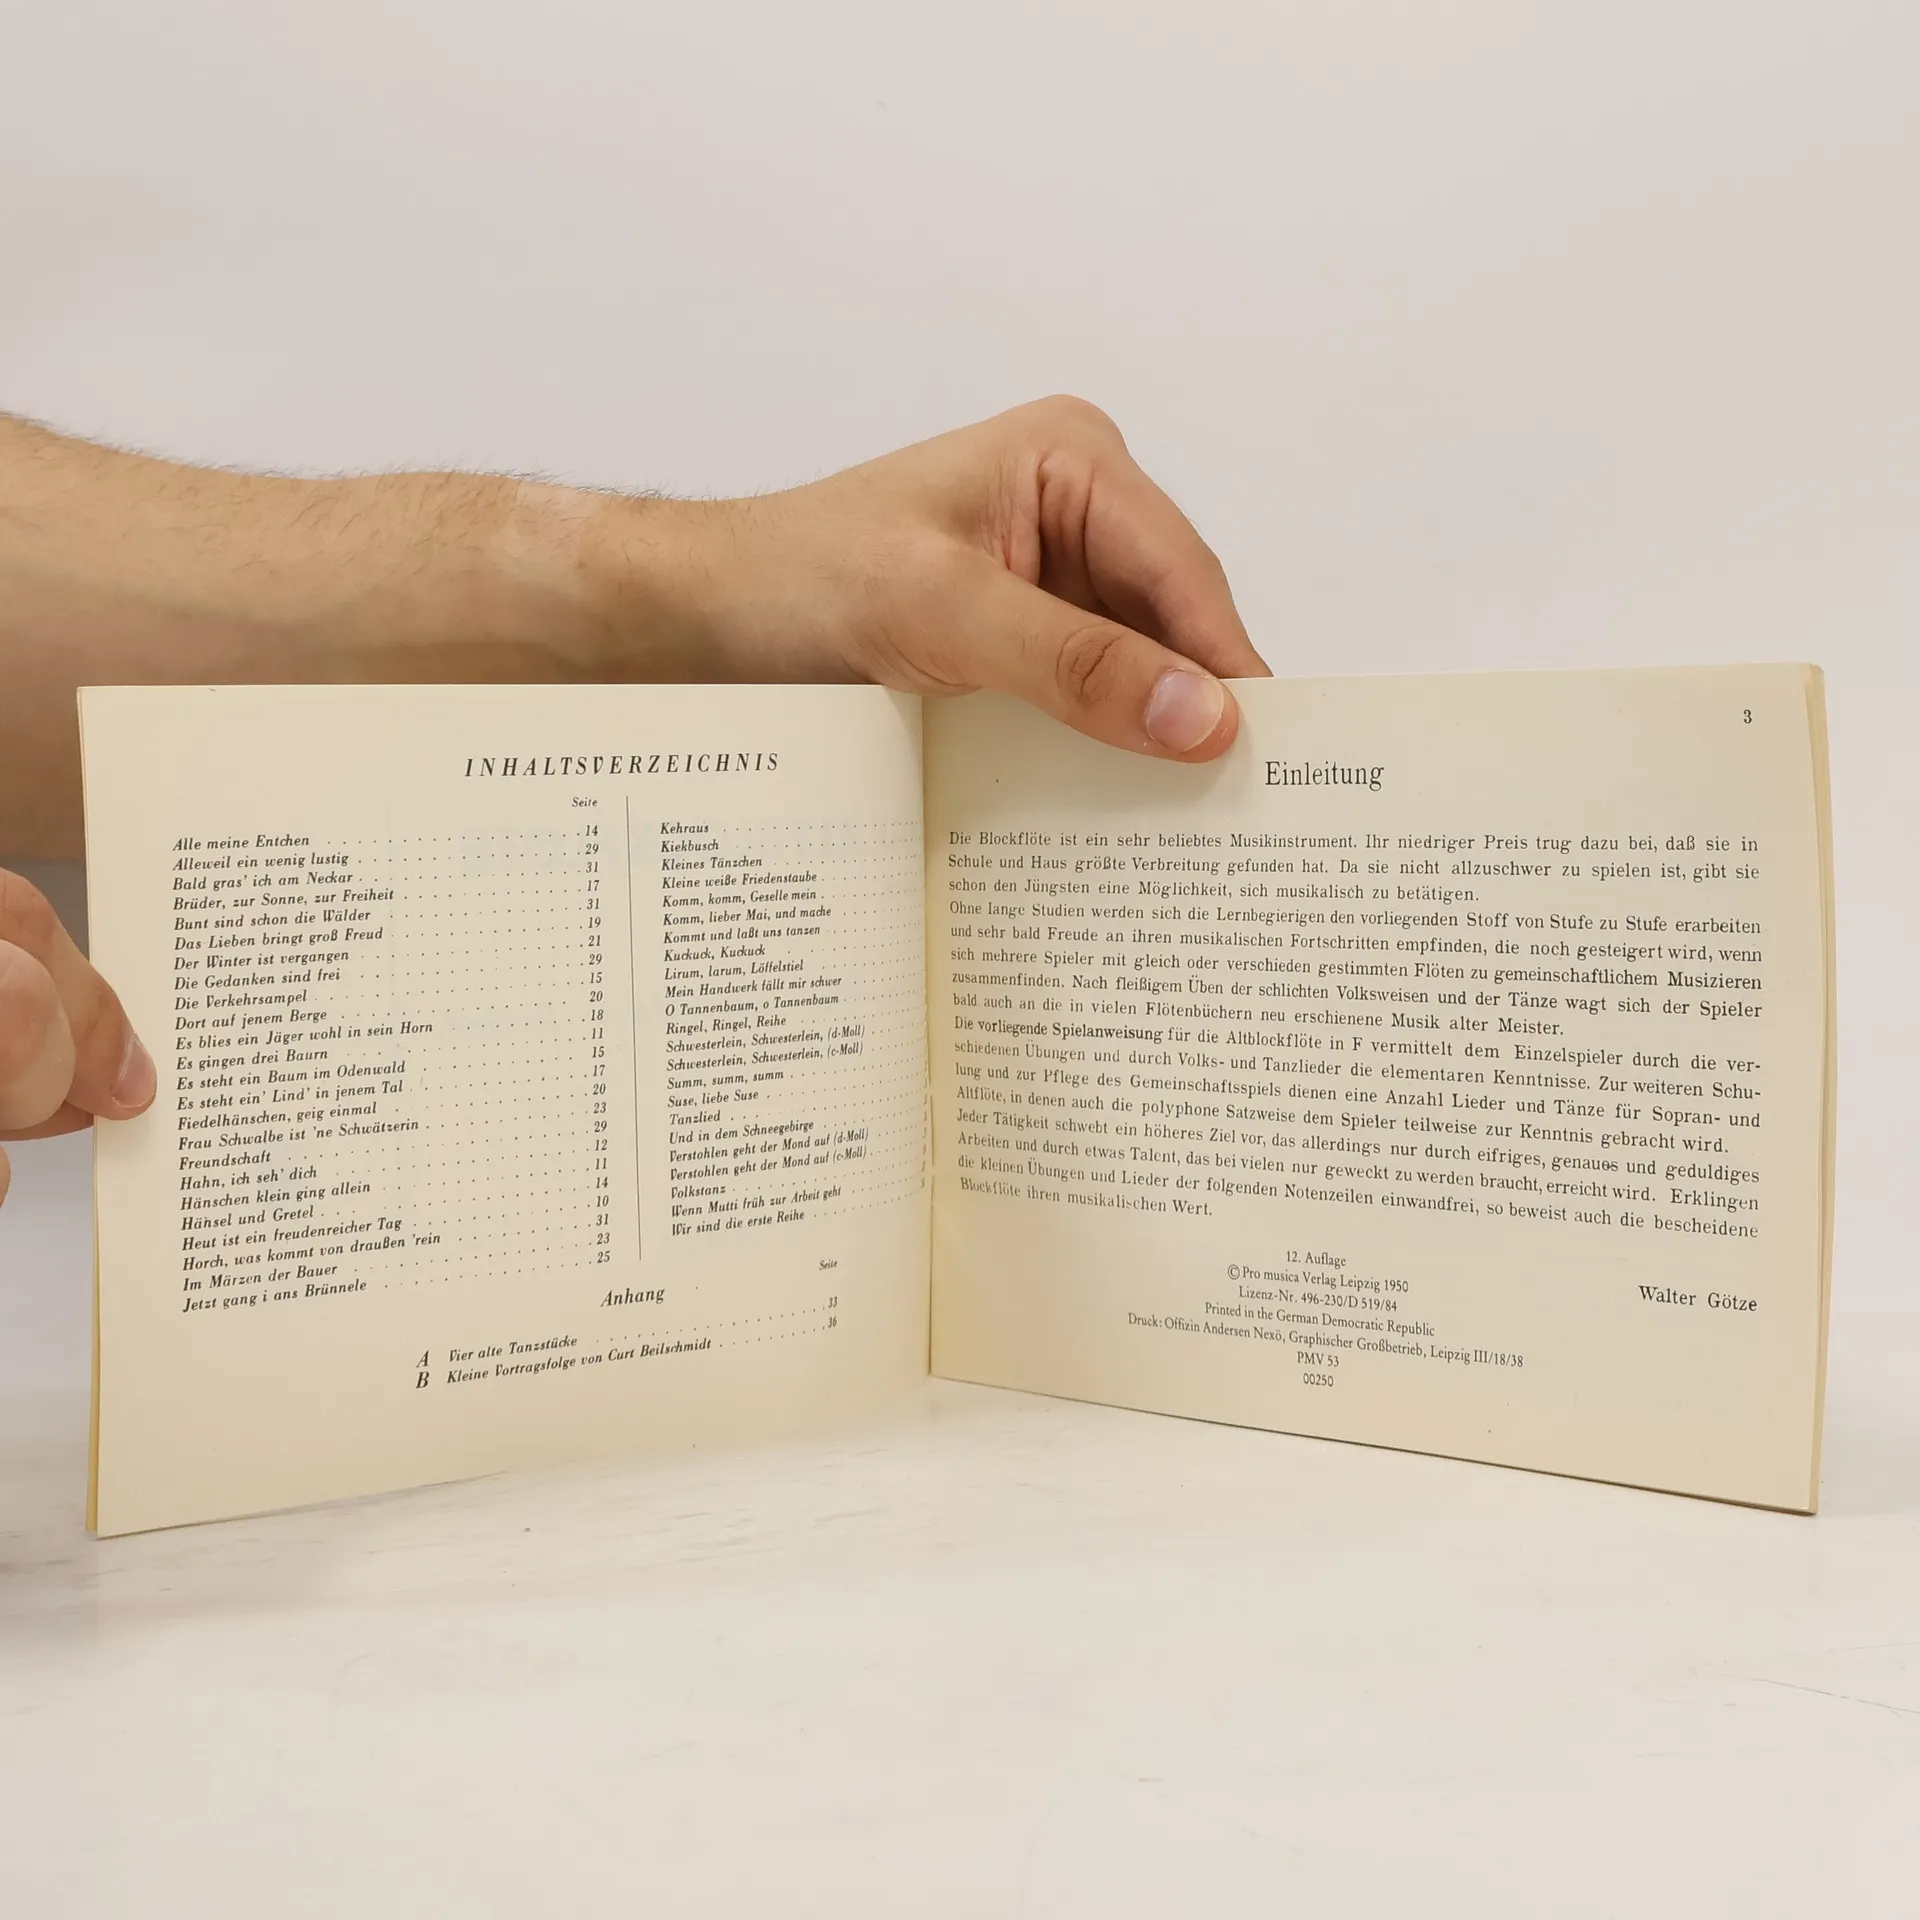 INHALTSVERZEICHNIS
Seite
Alle meine Entchen . . . 14
Alleweil ein wenig lustig . . . 29
Bald gras' ich am Neckar . . . 31
Brüder, zur Sonne, zur Freiheit . . . 17
Bunt sind schon die Wälder . . . 31
Das Lieben bringt groß Freud . . . 19
Der Winter ist vergangen . . . 21
Die Gedanken sind frei . . . 29
Die Verkehrsampel . . . 15
Dort auf jenem Berge . . . 20
Es blies ein Jäger wohl in sein Horn . . . 18
Es gingen drei Baurn . . . 11
Es steht ein Baum im Odenwald . . . 15
Es steht ein' Lind' in jenem Tal . . . 17
Fiedelhänschen, geig einmal . . . 20
Frau Schwalbe ist 'ne Schwätzerin . . . 23
Freundschaft . . . 29
Hahn, ich seh' dich . . . 12
Hänschen klein ging allein . . . 11
Hänsel und Gretel . . . 14
Heut ist ein freudenreicher Tag . . . 10
Horch, was kommt von draußen 'rein . . . 31
Im Märzen der Bauer . . . 23
Jetzt gang i ans Brünnele . . . 25
Kehraus . . .
Kiekbusch . . .
Kleines Tänzchen . . .
Kleine weiße Friedenstaube . . .
Komm, komm, Geselle mein . . .
Komm, lieber Mai, und mache . . .
Kommt und laßt uns tanzen . . .
Kuckuck, Kuckuck . . .
Lirum, larum, Löffelstiel . . .
Mein Handwerk fällt mir schwer . . .
O Tannenbaum, o Tannenbaum . . .
Ringel, Ringel, Reihe . . .
Schwesterlein, Schwesterlein, (d-Moll) . . .
Schwesterlein, Schwesterlein, (c-Moll) . . .
Summ, summ, summ . . .
Suse, liebe Suse . . .
Tanzlied . . .
Und in dem Schneegebirge . . .
Verstohlen geht der Mond auf (d-Moll) . . .
Verstohlen geht der Mond auf (c-Moll) . . .
Volkstanz . . .
Wenn Mutti früh zur Arbeit geht . . .
Wir sind die erste Reihe . . .
Anhang
Seite
A Vier alte Tanzstücke . . . 33
B Kleine Vortragsfolge von Curt Beilschmidt . . . 36
3
Einleitung
Die Blockflöte ist ein sehr beliebtes Musikinstrument. Ihr niedriger Preis trug dazu bei, daß sie in
Schule und Haus größte Verbreitung gefunden hat. Da sie nicht allzuschwer zu spielen ist, gibt sie
schon den Jüngsten eine Möglichkeit, sich musikalisch zu betätigen.
Ohne lange Studien werden sich die Lernbegierigen den vorliegenden Stoff von Stufe zu Stufe erarbeiten
und sehr bald Freude an ihren musikalischen Fortschritten empfinden, die noch gesteigert wird, wenn
sich mehrere Spieler mit gleich oder verschieden gestimmten Flöten zu gemeinschaftlichem Musizieren
zusammenfinden. Nach fleißigem Üben der schlichten Volksweisen und der Tänze wagt sich der Spieler
bald auch an die in vielen Flötenbüchern neu erschienene Musik alter Meister.
Die vorliegende Spielanweisung für die Altblockflöte in F vermittelt dem Einzelspieler durch die ver-
schiedenen Übungen und durch Volks- und Tanzlieder die elementaren Kenntnisse. Zur weiteren Schu-
lung und zur Pflege des Gemeinschaftsspiels dienen eine Anzahl Lieder und Tänze für Sopran- und
Altflöte, in denen auch die polyphone Satzweise dem Spieler teilweise zur Kenntnis gebracht wird.
Jeder Tätigkeit schwebt ein höheres Ziel vor, das allerdings nur durch eifriges, genaues und geduldiges
Arbeiten und durch etwas Talent, das bei vielen nur geweckt zu werden braucht, erreicht wird. Erklingen
die kleinen Übungen und Lieder der folgenden Notenzeilen einwandfrei, so beweist auch die bescheidene
Blockflöte ihren musikalischen Wert.
Walter Götze
12. Auflage
© Pro musica Verlag Leipzig 1950
Lizenz-Nr. 496-230/D 519/84
Printed in the German Democratic Republic
Druck: Offizin Andersen Nexö, Graphischer Großbetrieb, Leipzig III/18/38
PMV 53
00250